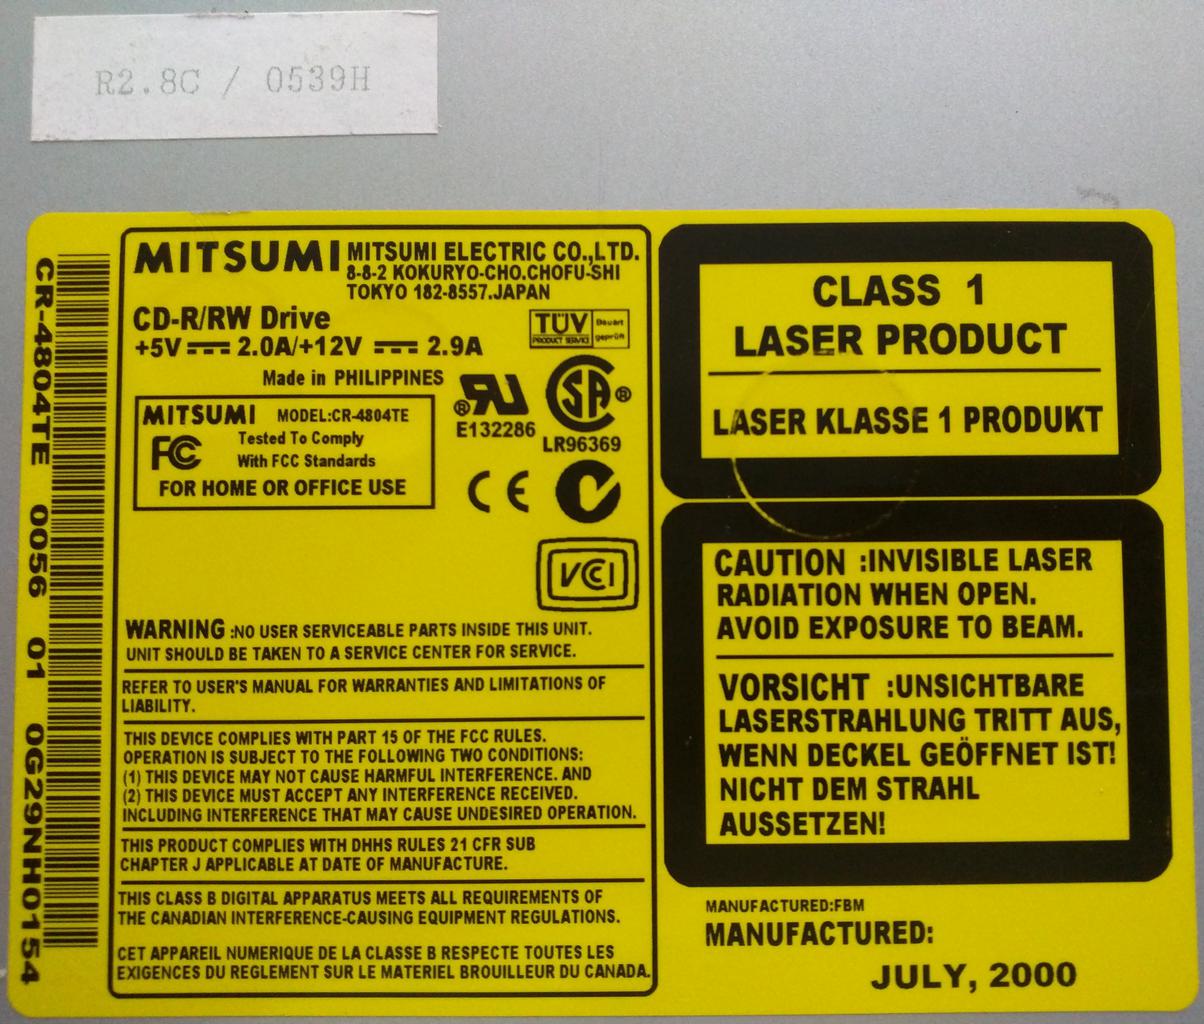 R2.8C / 0539H
CR-4804TE 0056 01 0G29NH0154
MITSUMI MITSUMI ELECTRIC CO.,LTD.
8-8-2 KOKURYO-CHO.CHOFU-SHI
TOKYO 182-8557.JAPAN
CD-R/RW Drive
+5V 2.0A/+12V 2.9A
TÜV
PRODUCT SERVICE
Bauart
geprüft
Made in PHILIPPINES
MITSUMI MODEL:CR-4804TE
FC Tested To Comply
With FCC Standards
FOR HOME OR OFFICE USE
® RU
E132286
SA ®
LR96369
CE
VCI
WARNING :NO USER SERVICEABLE PARTS INSIDE THIS UNIT.
UNIT SHOULD BE TAKEN TO A SERVICE CENTER FOR SERVICE.
REFER TO USER'S MANUAL FOR WARRANTIES AND LIMITATIONS OF
LIABILITY.
THIS DEVICE COMPLIES WITH PART 15 OF THE FCC RULES.
OPERATION IS SUBJECT TO THE FOLLOWING TWO CONDITIONS:
(1) THIS DEVICE MAY NOT CAUSE HARMFUL INTERFERENCE. AND
(2) THIS DEVICE MUST ACCEPT ANY INTERFERENCE RECEIVED.
INCLUDING INTERFERENCE THAT MAY CAUSE UNDESIRED OPERATION.
THIS PRODUCT COMPLIES WITH DHHS RULES 21 CFR SUB
CHAPTER J APPLICABLE AT DATE OF MANUFACTURE.
THIS CLASS B DIGITAL APPARATUS MEETS ALL REQUIREMENTS OF
THE CANADIAN INTERFERENCE-CAUSING EQUIPMENT REGULATIONS.
CET APPAREIL NUMERIQUE DE LA CLASSE B RESPECTE TOUTES LES
EXIGENCES DU REGLEMENT SUR LE MATERIEL BROUILLEUR DU CANADA.
CLASS 1
LASER PRODUCT
LASER KLASSE 1 PRODUKT
CAUTION :INVISIBLE LASER
RADIATION WHEN OPEN.
AVOID EXPOSURE TO BEAM.
VORSICHT :UNSICHTBARE
LASERSTRAHLUNG TRITT AUS,
WENN DECKEL GEÖFFNET IST!
NICHT DEM STRAHL
AUSSETZEN!
MANUFACTURED:FBM
MANUFACTURED:
JULY, 2000